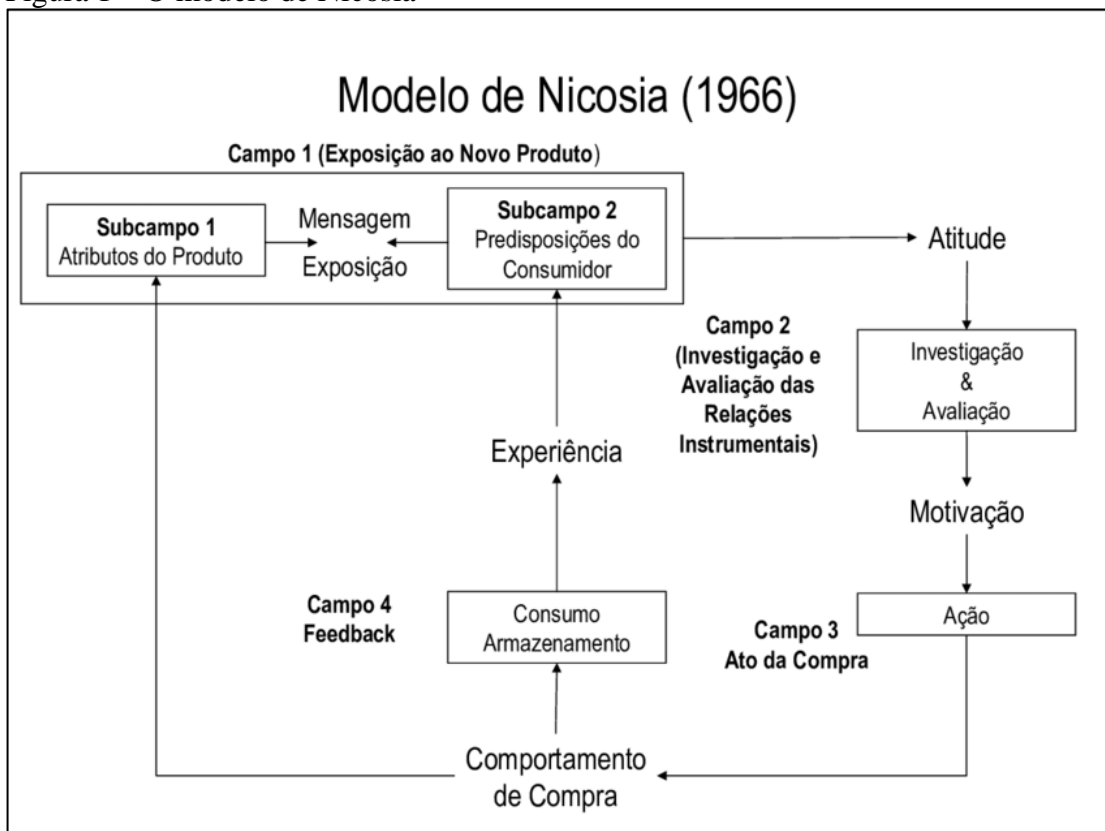 Figura 1 – O modelo de Nicosia
Modelo de Nicosia (1966)
Campo 1 (Exposição ao Novo Produto)
Subcampo 1
Atributos do Produto
Mensagem
Exposição
Subcampo 2
Predisposições do
Consumidor
Atitude
Campo 2
(Investigação e
Avaliação das
Relações
Instrumentais)
Investigação
&
Avaliação
Experiência
Motivação
Campo 4
Feedback
Consumo
Armazenamento
Campo 3
Ato da Compra
Ação
Comportamento
de Compra